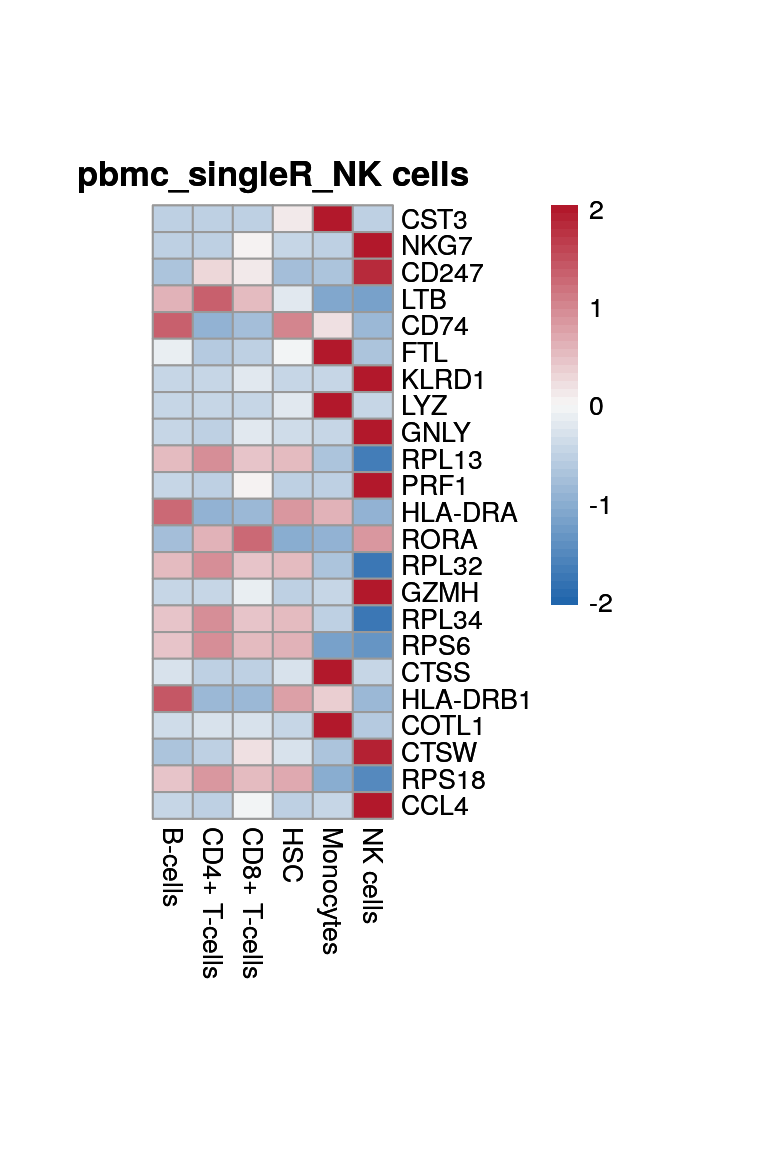 pbmc_singleR_NK cells
CST3
NKG7
CD247
LTB
CD74
FTL
KLRD1
LYZ
GNLY
RPL13
PRF1
HLA-DRA
RORA
RPL32
GZMH
RPL34
RPS6
CTSS
HLA-DRB1
COTL1
CTSW
RPS18
CCL4
2
1
0
-1
-2
B-cells
CD4+ T-cells
CD8+ T-cells
HSC
Monocytes
NK cells